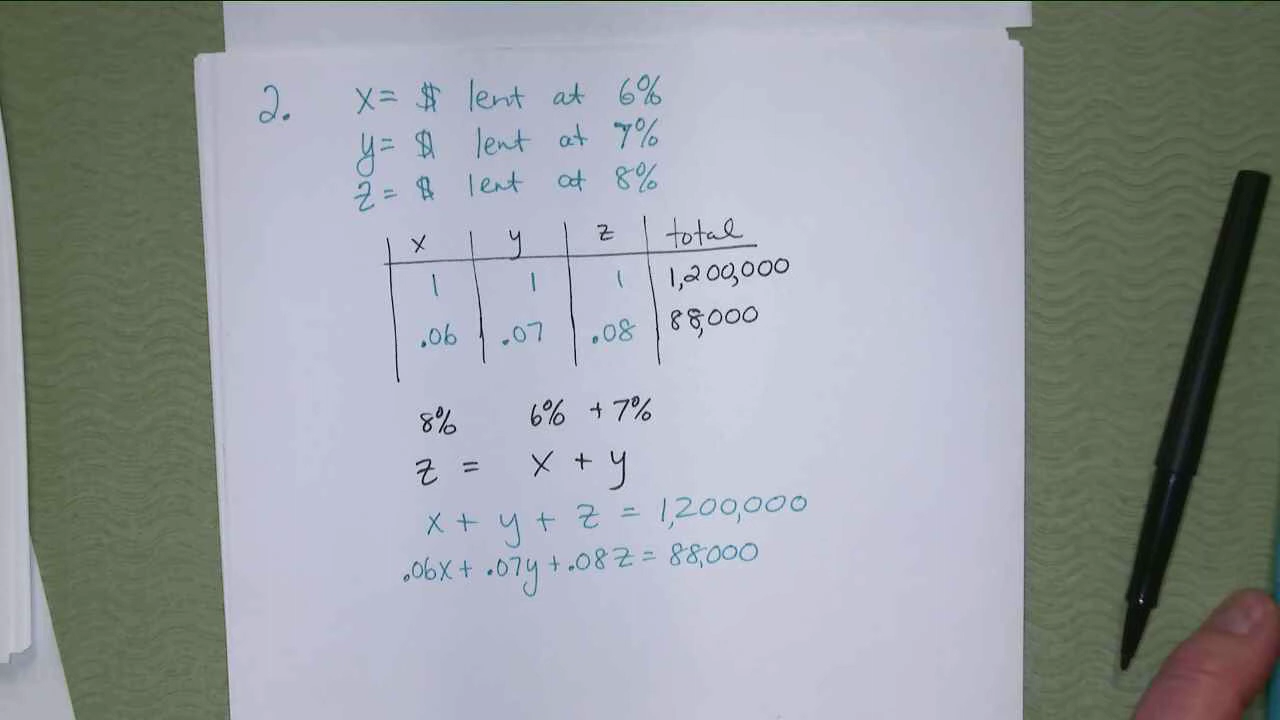 2. x = $ lent at 6%
y = $ lent at 7%
z = $ lent at 8%
x y z total
1 1 1 1,200,000
.06 .07 .08 88,000
8% 6% + 7%
z = x + y
x + y + z = 1,200,000
.06x + .07y + .08z = 88,000